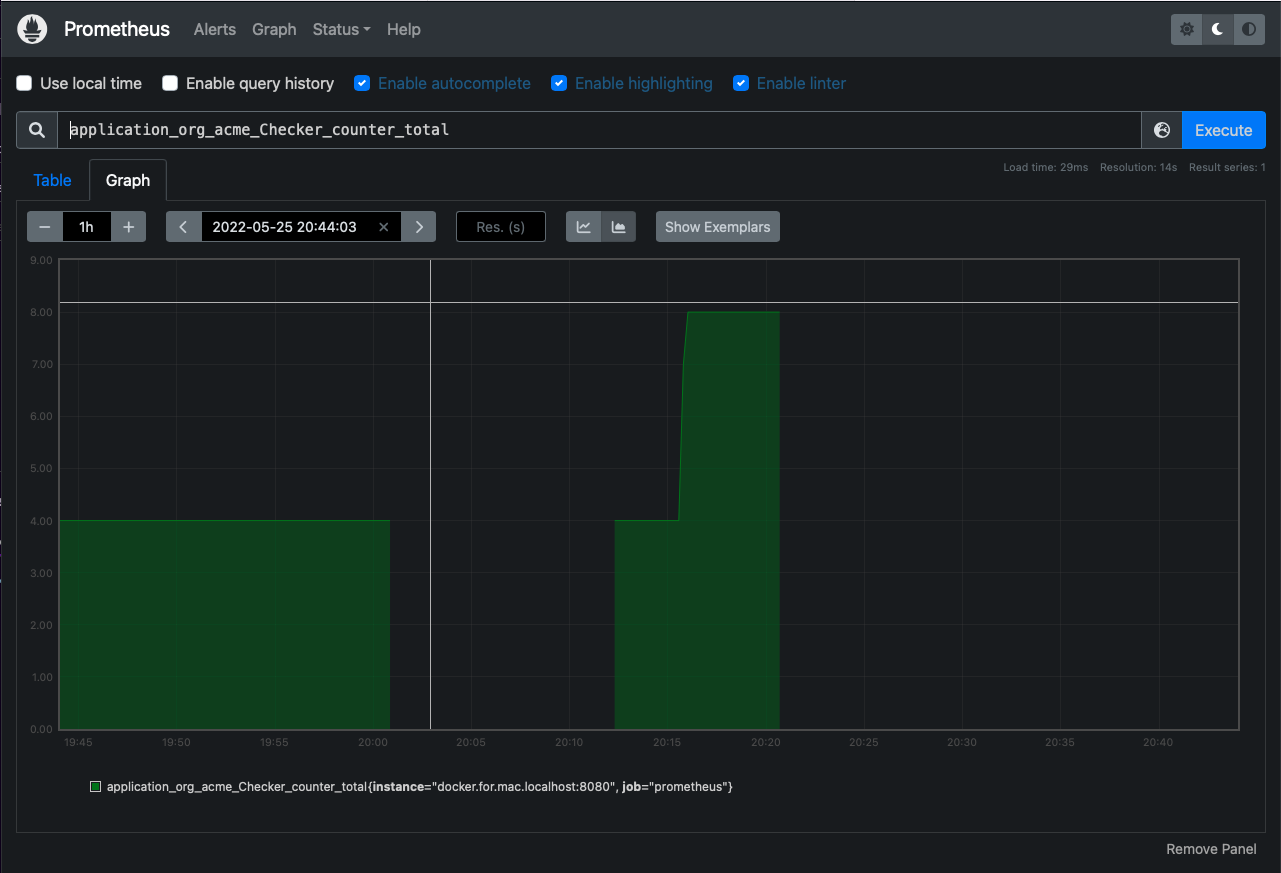 Prometheus Alerts Graph Status Help
Use local time Enable query history Enable autocomplete Enable highlighting Enable linter
application_org_acme_Checker_counter_total Execute
Load time: 29ms Resolution: 14s Result series: 1
Table Graph
1h 2022-05-25 20:44:03 Res. (s) Show Exemplars
9.00
8.00
7.00
6.00
5.00
4.00
3.00
2.00
1.00
0.00
19:45 19:50 19:55 20:00 20:05 20:10 20:15 20:20 20:25 20:30 20:35 20:40
application_org_acme_Checker_counter_total{instance="docker.for.mac.localhost:8080", job="prometheus"}
Remove Panel